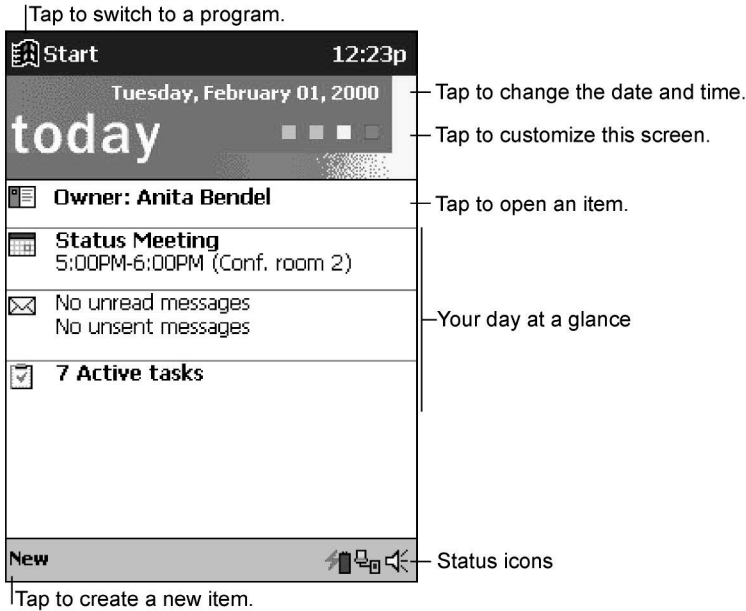 Tap to switch to a program.
Start 12:23p
Tuesday, February 01, 2000
Tap to change the date and time.
today
Tap to customize this screen.
Owner: Anita Bendel
Tap to open an item.
Status Meeting
5:00PM-6:00PM (Conf. room 2)
No unread messages
No unsent messages
Your day at a glance
7 Active tasks
New
Status icons
Tap to create a new item.